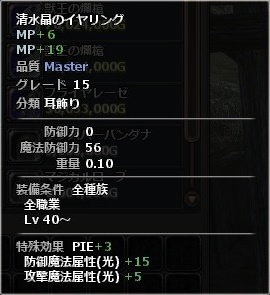 清水晶のイヤリング
MP+6
MP+19
品質 Master
グレード 15
分類 耳飾り
防御力 0
魔法防御力 56
重量 0.10
装備条件 全種族
全職業
Lv 40～
特殊効果 PIE+3
防御魔法属性(光) +15
攻撃魔法属性(光) +5